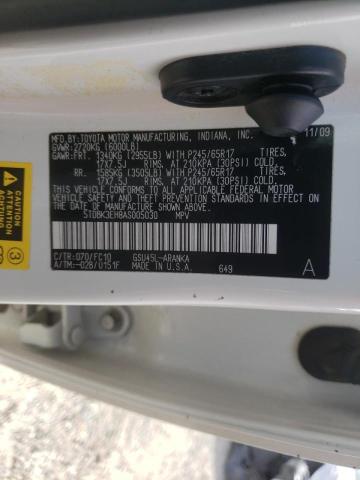 MFD. BY: TOYOTA MOTOR MANUFACTURING, INDIANA, INC. 11/09
GVWR: 2720KG (6000LB)
GAWR: FRT. 1340KG (2955LB) WITH P245/65R17 TIRES,
17X7.5J RIMS, AT 210KPA (30PSI) COLD.
RR. 1585KG (3505LB) WITH P245/65R17 TIRES,
17X7.5J RIMS, AT 210KPA (30PSI) COLD.
THIS VEHICLE CONFORMS TO ALL APPLICABLE FEDERAL MOTOR
VEHICLE SAFETY AND THEFT PREVENTION STANDARDS IN EFFECT
ON THE DATE OF MANUFACTURE SHOWN ABOVE.
5TDBK3EH8AS005030 MPV
C/TR: 070/FC10 GSU45L-ARANKA
A/TM: -02B/U151F MADE IN U.S.A. 649 A
3